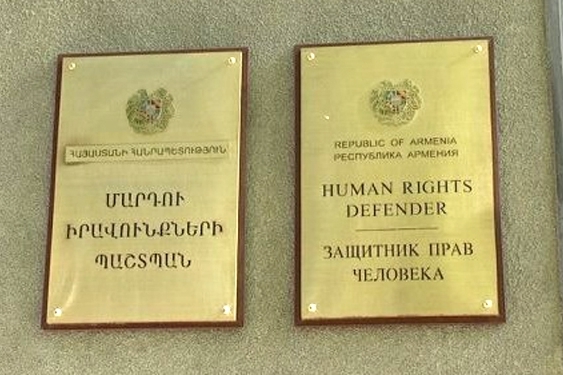 ՀԱՅԱՍՏԱՆԻ ՀԱՆՐԱՊԵՏՈՒԹՅՈՒՆ
ՄԱՐԴՈՒ
ԻՐԱՎՈՒՆՔՆԵՐԻ
ՊԱՇՏՊԱՆ
REPUBLIC OF ARMENIA
РЕСПУБЛИКА АРМЕНИЯ
HUMAN RIGHTS
DEFENDER
ЗАЩИТНИК ПРАВ
ЧЕЛОВЕКА